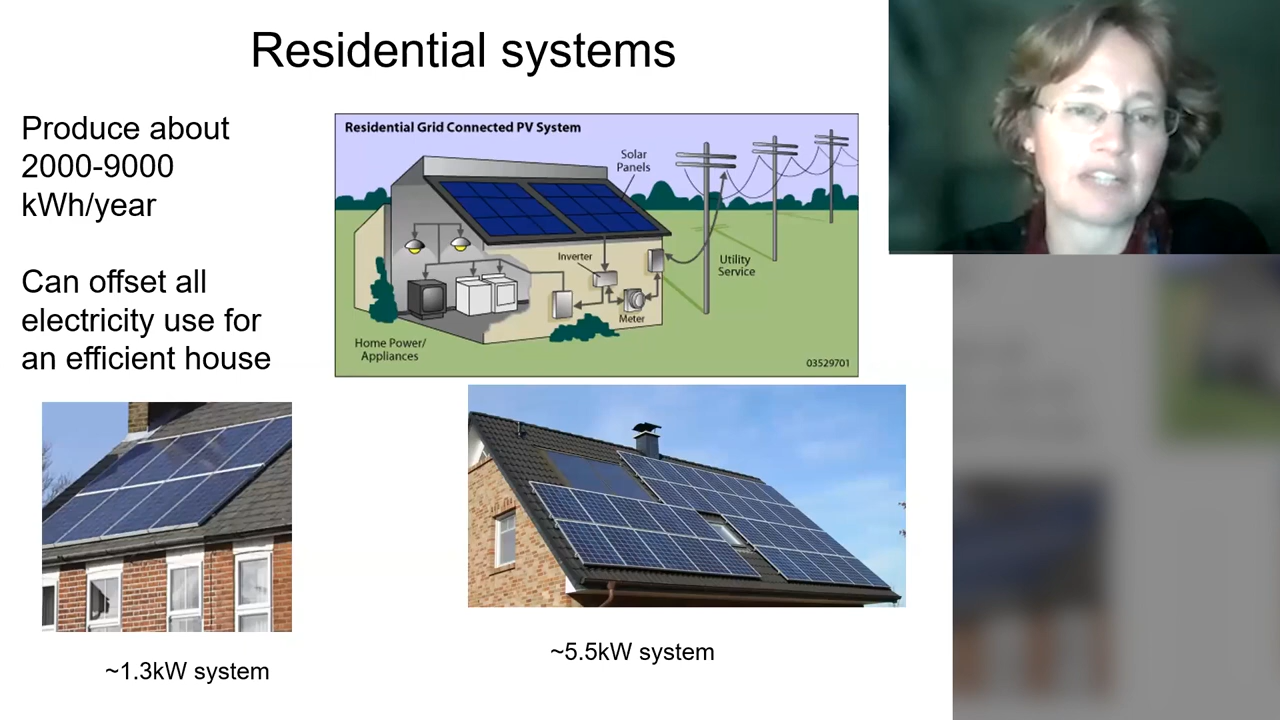 Residential systems
Produce about
2000-9000
kWh/year
Can offset all
electricity use for
an efficient house
Residential Grid Connected PV System
Solar
Panels
Inverter
Utility
Service
Meter
Home Power/
Appliances
03529701
~1.3kW system
~5.5kW system